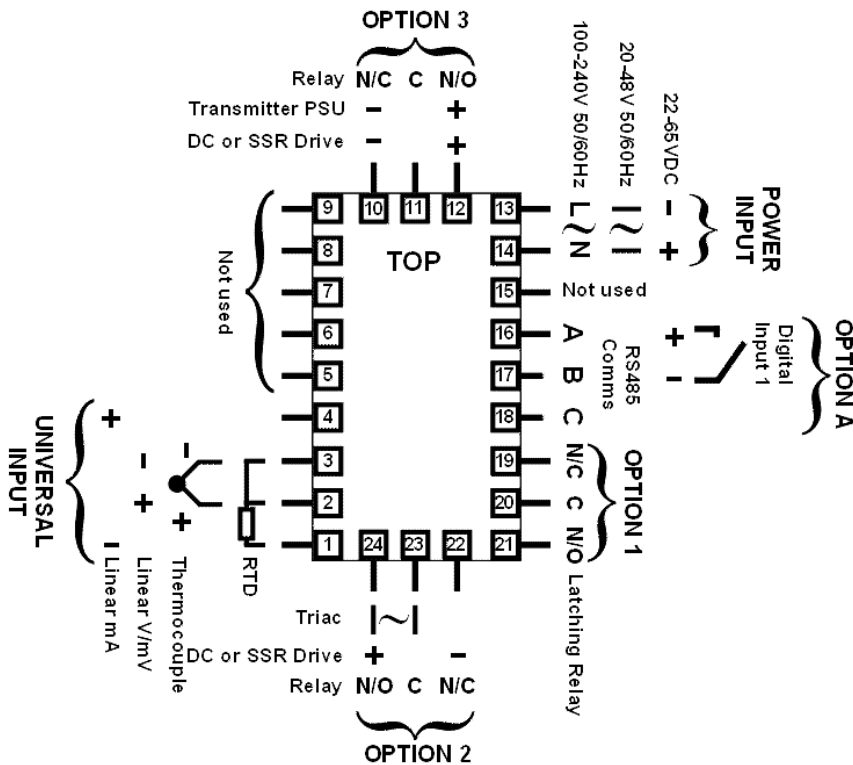 OPTION 3
Relay N/C C N/O
Transmitter PSU - +
DC or SSR Drive - +
100-240V 50/60Hz
20-48V 50/60Hz
22-65VDC
POWER
INPUT
9 10 11 12 13 L - 
8 TOP 14 N +
Not used
7 15 Not used
6 16 A +
5 17 B -
RS485
Comms
Digital
Input 1
OPTION A
4 18 C
3 19 N/C
2 20 C
1 24 23 22 21 N/O
OPTION 1
Latching Relay
UNIVERSAL
INPUT
+ - Linear mA
- + Linear V/mV
- + Thermocouple
RTD
Triac ~
DC or SSR Drive + -
Relay N/O C N/C
OPTION 2